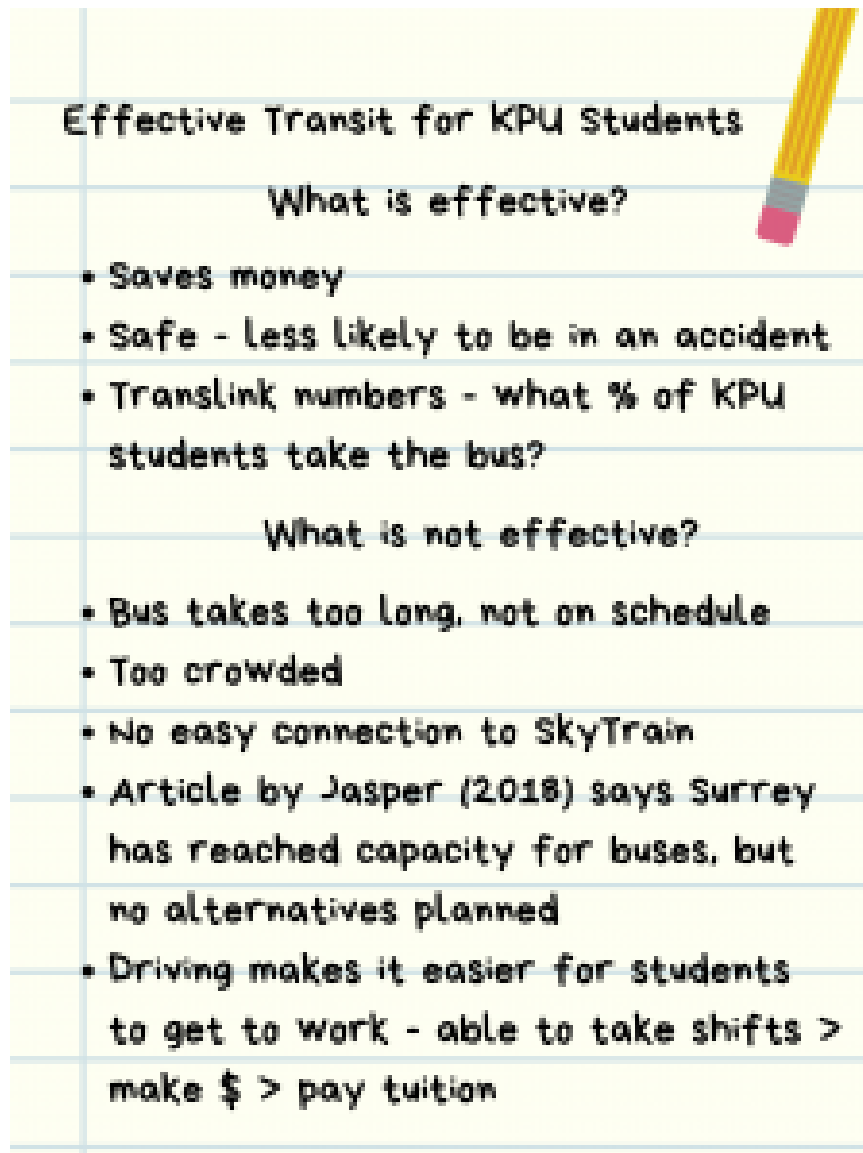 Effective Transit for KPU Students
What is effective?
• Saves money
• Safe - less likely to be in an accident
• Translink numbers - what % of KPU
students take the bus?
What is not effective?
• Bus takes too long, not on schedule
• Too crowded
• No easy connection to SkyTrain
• Article by Jasper (2018) says Surrey
has reached capacity for buses, but
no alternatives planned
• Driving makes it easier for students
to get to work - able to take shifts >
make $ > pay tuition